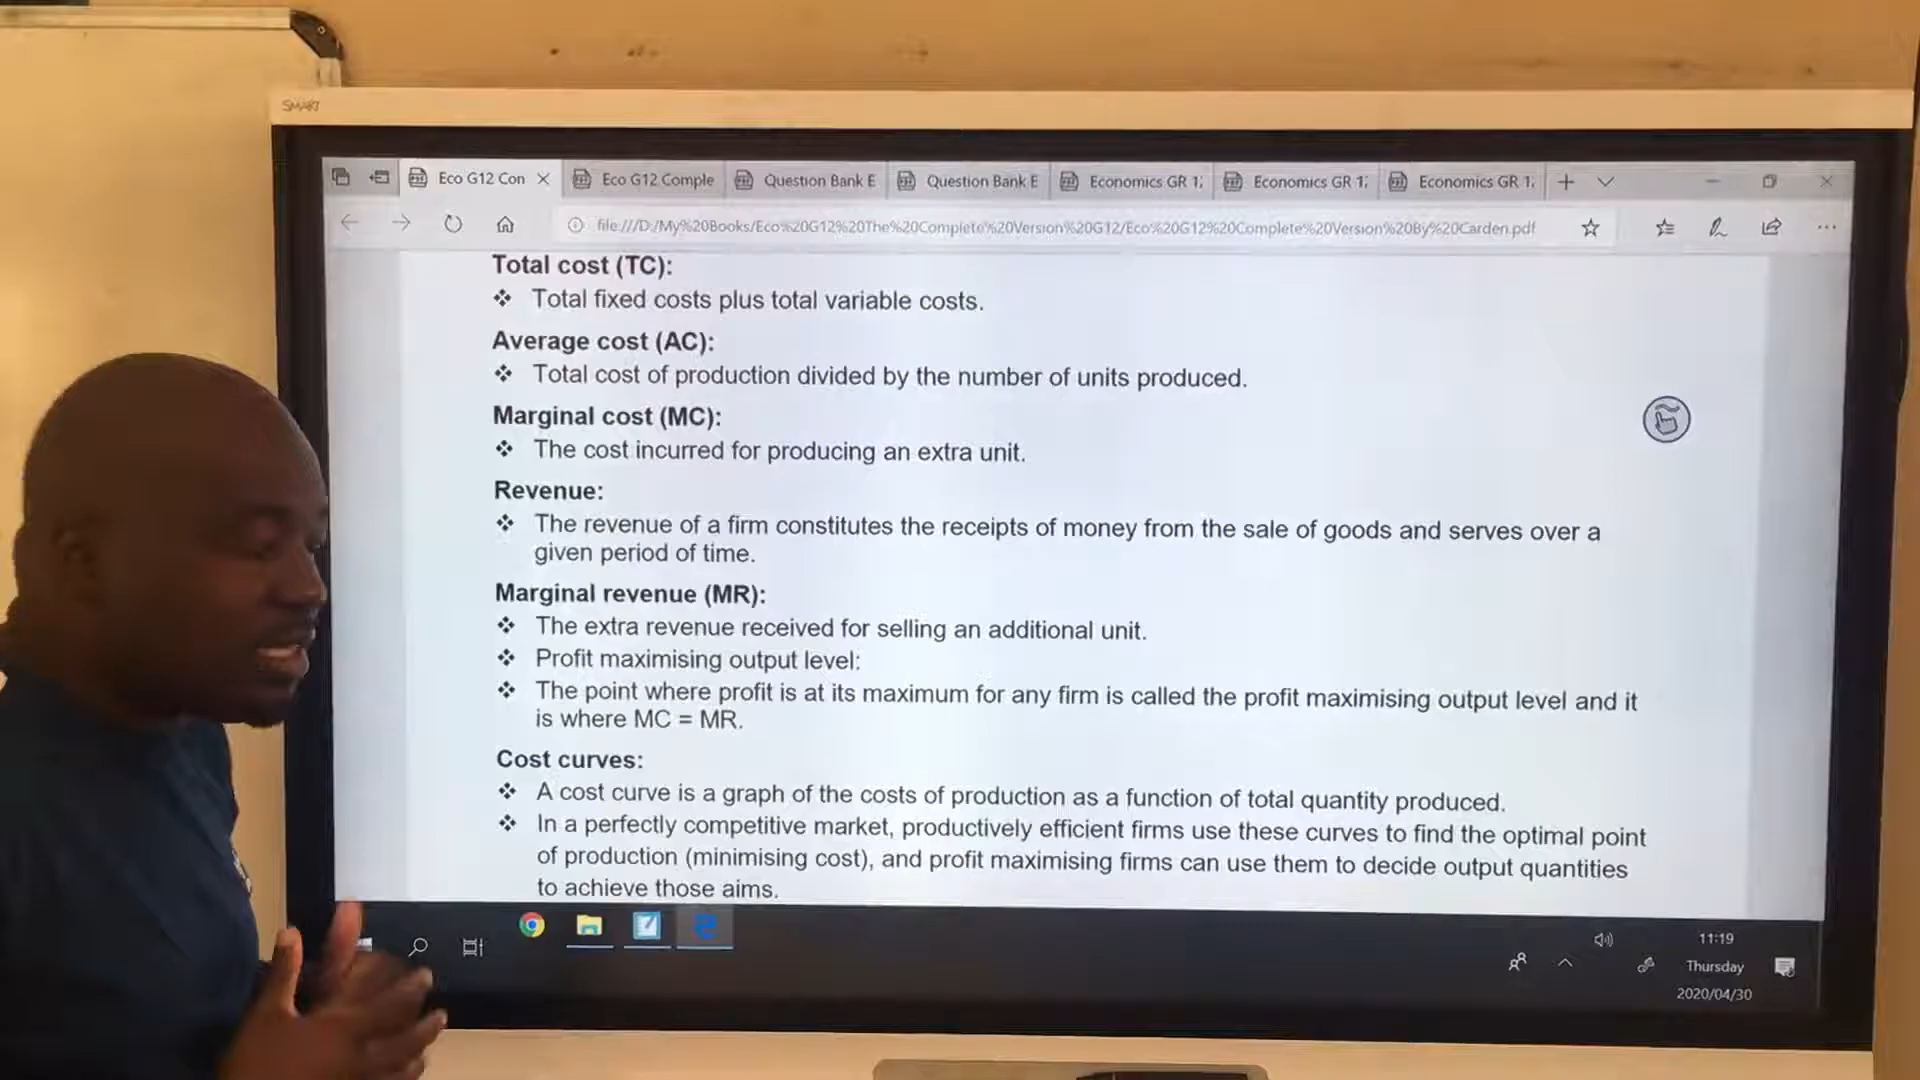 SMART
Eco G12 Con
Eco G12 Comple
Question Bank E
Question Bank E
Economics GR 1
Economics GR 1
Economics GR 1
file:///D:/My%20Books/Eco%20G12%20The%20Complete%20Version%20G12/Eco%20G12%20Complete%20Version%20By%20Carden.pdf
Total cost (TC):
❖ Total fixed costs plus total variable costs.
Average cost (AC):
❖ Total cost of production divided by the number of units produced.
Marginal cost (MC):
❖ The cost incurred for producing an extra unit.
Revenue:
❖ The revenue of a firm constitutes the receipts of money from the sale of goods and serves over a
given period of time.
Marginal revenue (MR):
❖ The extra revenue received for selling an additional unit.
❖ Profit maximising output level:
❖ The point where profit is at its maximum for any firm is called the profit maximising output level and it
is where MC = MR.
Cost curves:
❖ A cost curve is a graph of the costs of production as a function of total quantity produced.
❖ In a perfectly competitive market, productively efficient firms use these curves to find the optimal point
of production (minimising cost), and profit maximising firms can use them to decide output quantities
to achieve those aims.
11:19
Thursday
2020/04/30